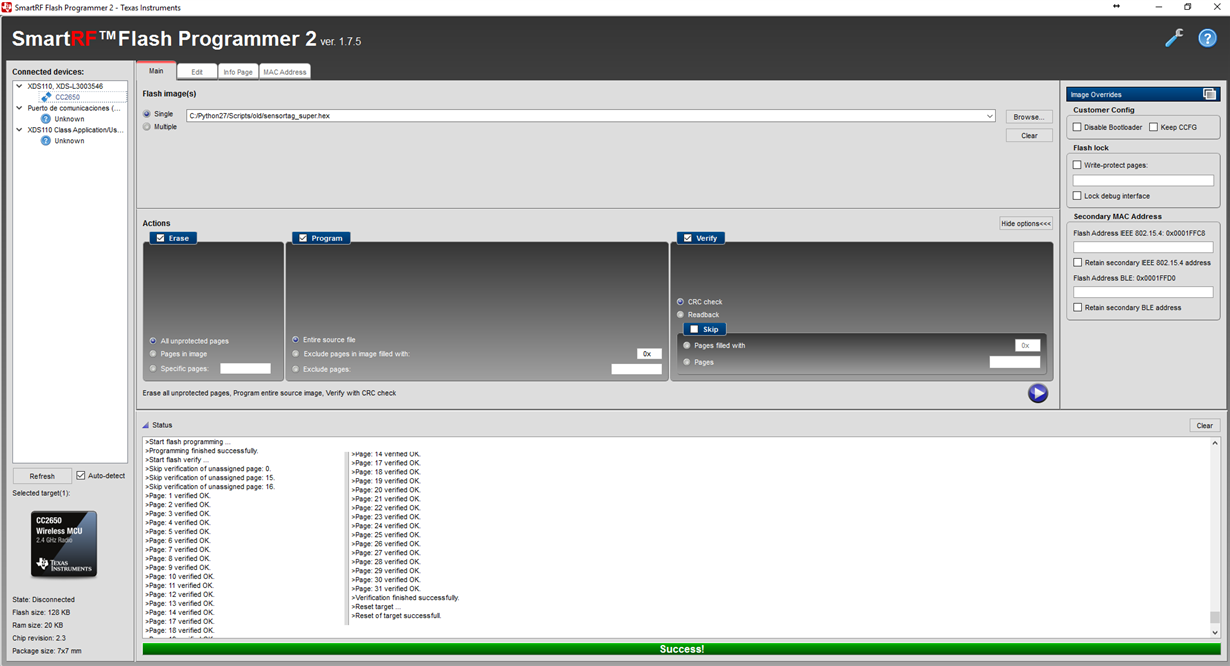 SmartRF Flash Programmer 2 - Texas Instruments
SmartRF™Flash Programmer 2 ver. 1.7.5
Connected devices:
XDS110, XDS-L3003546
CC2650
Puerto de comunicaciones (...
Unknown
XDS110 Class Application/Us...
Unknown
Refresh
Auto-detect
Selected target(1):
CC2650
Wireless MCU
2.4 GHz Radio
TEXAS
INSTRUMENTS
State: Disconnected
Flash size: 128 KB
Ram size: 20 KB
Chip revision: 2.3
Package size: 7x7 mm
Main
Edit
Info Page
MAC Address
Flash image(s)
Single
C:/Python27/Scripts/old/sensortag_super.hex
Browse...
Multiple
Clear
Actions
Hide options<<<
Erase
All unprotected pages
Pages in image
Specific pages:
Program
Entire source file
Exclude pages in image filled with:
0x
Exclude pages:
Verify
CRC check
Readback
Skip
Pages filled with
0x
Pages
Erase all unprotected pages, Program entire source image, Verify with CRC check
Image Overrides
Customer Config
Disable Bootloader
Keep CCFG
Flash lock
Write-protect pages:
Lock debug interface
Secondary MAC Address
Flash Address IEEE 802.15.4: 0x0001FFC8
Retain secondary IEEE 802.15.4 address
Flash Address BLE: 0x0001FFD0
Retain secondary BLE address
Status
Clear
>Start flash programming ...
>Programming finished successfully.
>Start flash verify ...
>Skip verification of unassigned page: 0.
>Skip verification of unassigned page: 15.
>Skip verification of unassigned page: 16.
>Page: 1 verified OK.
>Page: 2 verified OK.
>Page: 3 verified OK.
>Page: 4 verified OK.
>Page: 5 verified OK.
>Page: 6 verified OK.
>Page: 7 verified OK.
>Page: 8 verified OK.
>Page: 9 verified OK.
>Page: 10 verified OK.
>Page: 11 verified OK.
>Page: 12 verified OK.
>Page: 13 verified OK.
>Page: 14 verified OK.
>Page: 17 verified OK.
>Page: 18 verified OK.
>Page: 14 verified OK.
>Page: 17 verified OK.
>Page: 18 verified OK.
>Page: 19 verified OK.
>Page: 20 verified OK.
>Page: 21 verified OK.
>Page: 22 verified OK.
>Page: 23 verified OK.
>Page: 24 verified OK.
>Page: 25 verified OK.
>Page: 26 verified OK.
>Page: 27 verified OK.
>Page: 28 verified OK.
>Page: 29 verified OK.
>Page: 30 verified OK.
>Page: 31 verified OK.
>Verification finished successfully.
>Reset target ...
>Reset of target successfull.
Success!